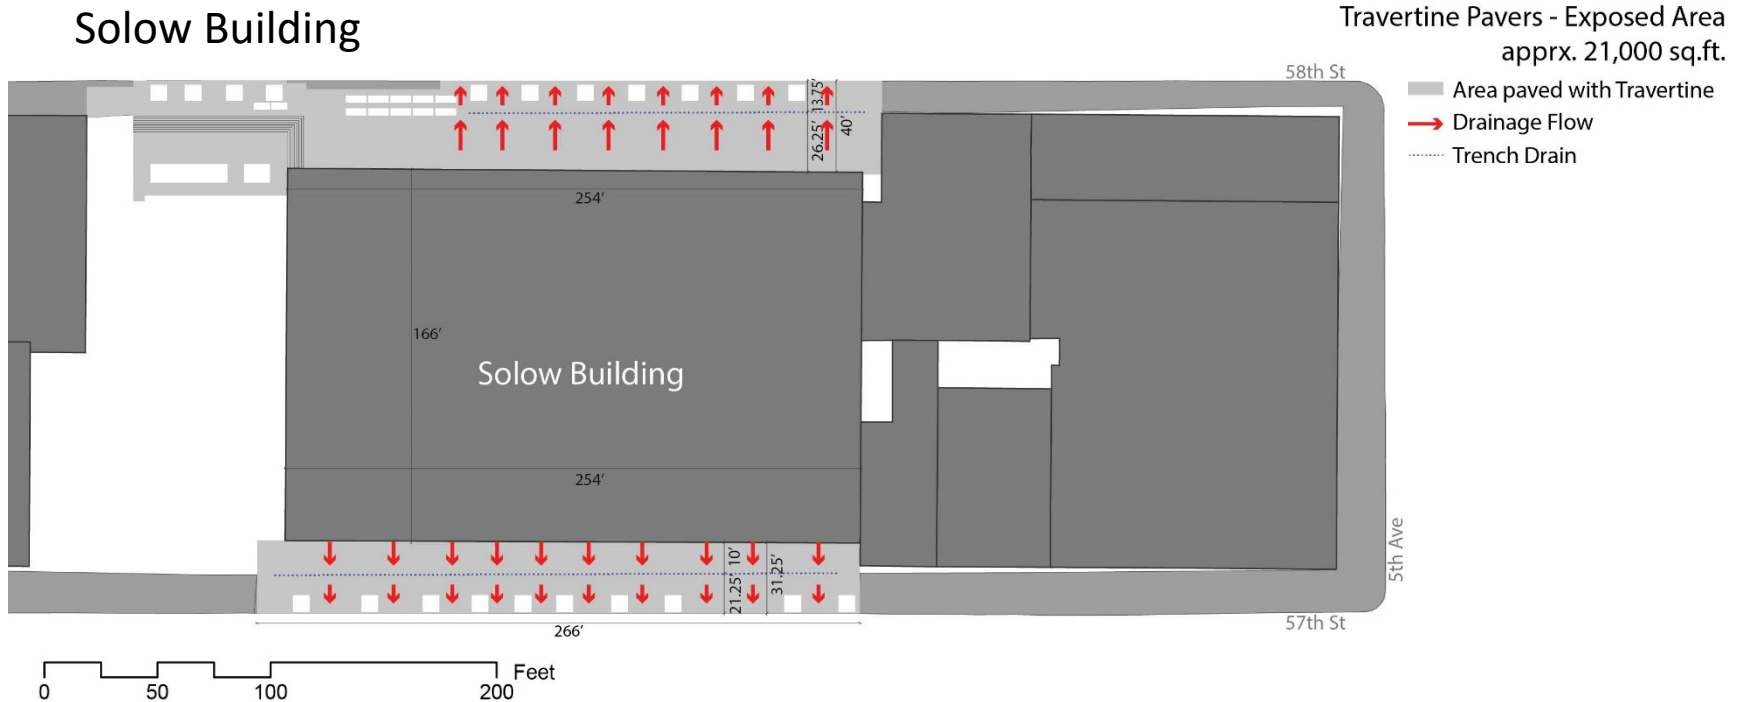 Solow Building
Travertine Pavers - Exposed Area
apprx. 21,000 sq.ft.
58th St
Area paved with Travertine
Drainage Flow
Trench Drain
13.75'
26.25'
40'
254'
166'
Solow Building
254'
10'
21.25'
31.25'
266'
5th Ave
57th St
Feet
0 50 100 200